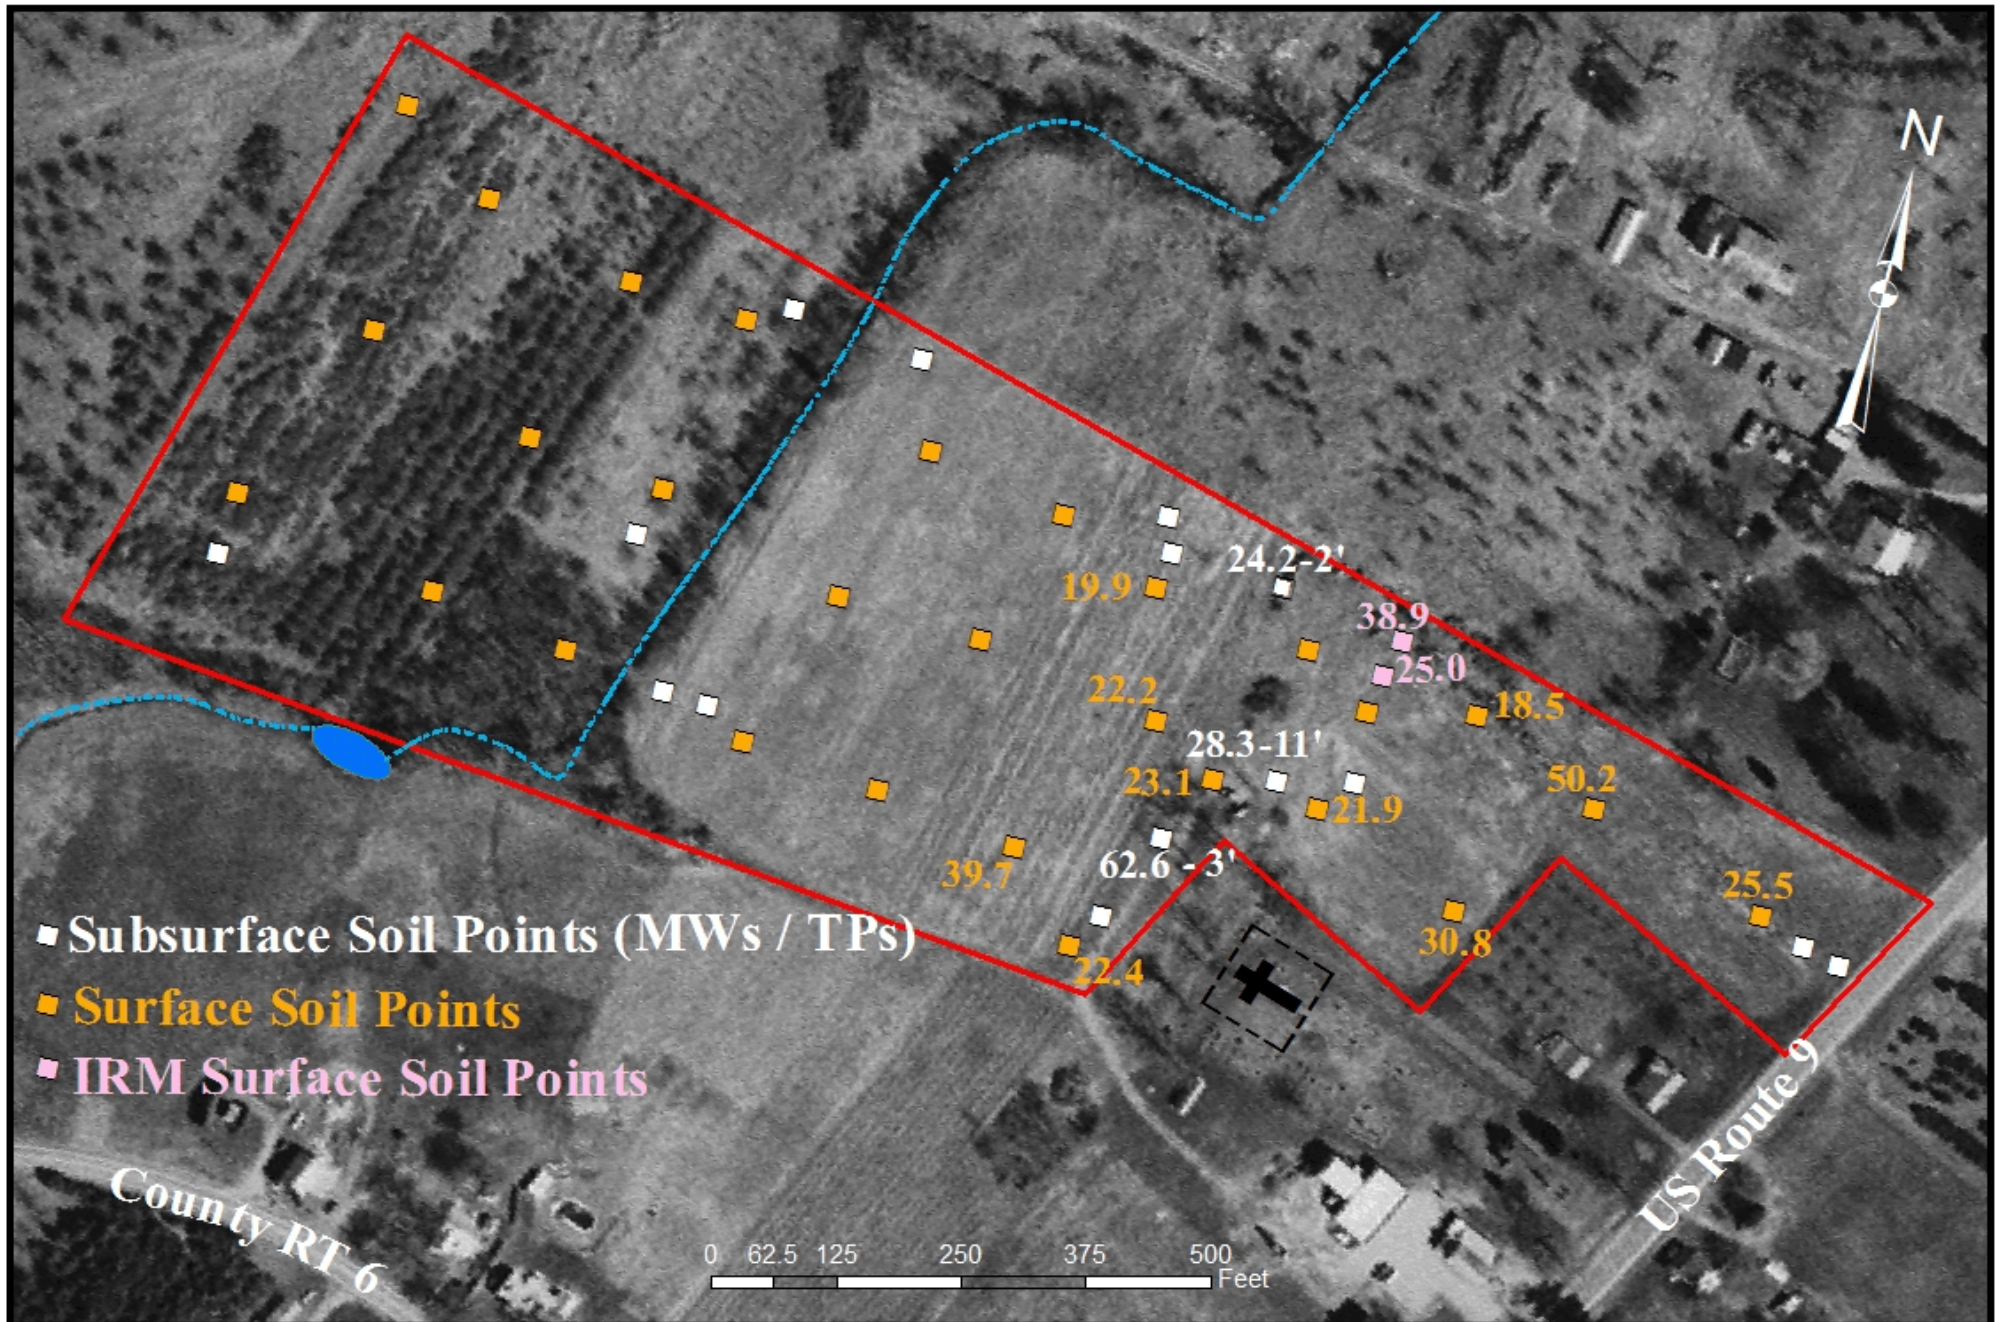 N
24.2-2'
19.9
38.9
25.0
22.2
18.5
28.3-11'
23.1
21.9
50.2
62.6 - 3'
39.7
25.5
30.8
22.4
Subsurface Soil Points (MWs / TPs)
Surface Soil Points
IRM Surface Soil Points
US Route 9
County RT 6
0 62.5 125 250 375 500
Feet